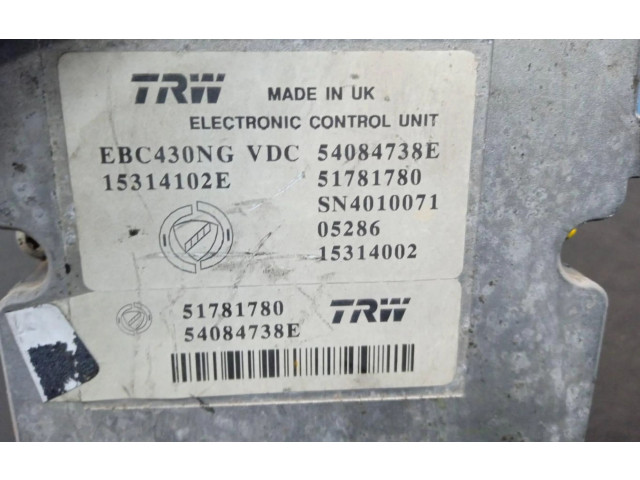 TRW MADE IN UK
ELECTRONIC CONTROL UNIT
EBC430NG VDC 54084738E
15314102E 51781780
SN4010071
05286
15314002
51781780 TRW
54084738E